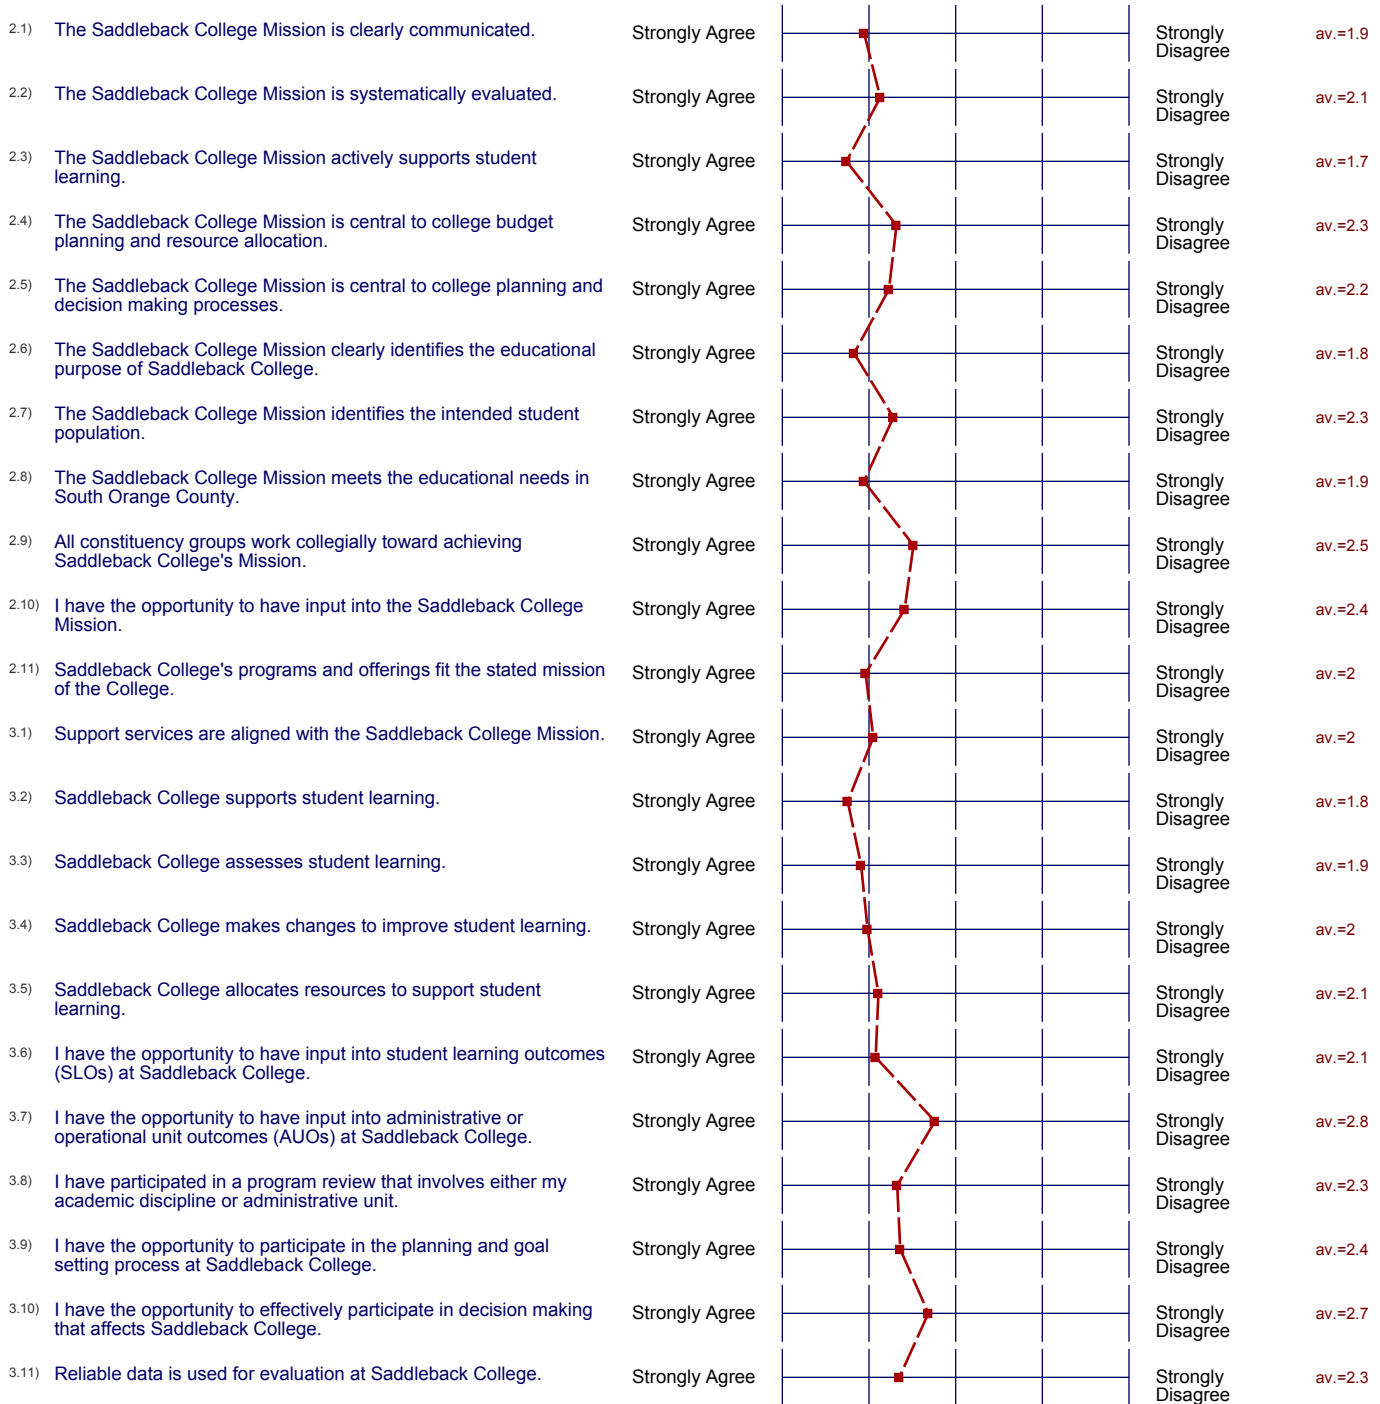 2.1) The Saddleback College Mission is clearly communicated. Strongly Agree Strongly av.=1.9
Disagree
2.2) The Saddleback College Mission is systematically evaluated. Strongly Agree Strongly av.=2.1
Disagree
2.3) The Saddleback College Mission actively supports student Strongly Agree Strongly av.=1.7
learning. Disagree
2.4) The Saddleback College Mission is central to college budget Strongly Agree Strongly av.=2.3
planning and resource allocation. Disagree
2.5) The Saddleback College Mission is central to college planning and Strongly Agree Strongly av.=2.2
decision making processes. Disagree
2.6) The Saddleback College Mission clearly identifies the educational Strongly Agree Strongly av.=1.8
purpose of Saddleback College. Disagree
2.7) The Saddleback College Mission identifies the intended student Strongly Agree Strongly av.=2.3
population. Disagree
2.8) The Saddleback College Mission meets the educational needs in Strongly Agree Strongly av.=1.9
South Orange County. Disagree
2.9) All constituency groups work collegially toward achieving Strongly Agree Strongly av.=2.5
Saddleback College's Mission. Disagree
2.10) I have the opportunity to have input into the Saddleback College Strongly Agree Strongly av.=2.4
Mission. Disagree
2.11) Saddleback College's programs and offerings fit the stated mission Strongly Agree Strongly av.=2
of the College. Disagree
3.1) Support services are aligned with the Saddleback College Mission. Strongly Agree Strongly av.=2
Disagree
3.2) Saddleback College supports student learning. Strongly Agree Strongly av.=1.8
Disagree
3.3) Saddleback College assesses student learning. Strongly Agree Strongly av.=1.9
Disagree
3.4) Saddleback College makes changes to improve student learning. Strongly Agree Strongly av.=2
Disagree
3.5) Saddleback College allocates resources to support student Strongly Agree Strongly av.=2.1
learning. Disagree
3.6) I have the opportunity to have input into student learning outcomes Strongly Agree Strongly av.=2.1
(SLOs) at Saddleback College. Disagree
3.7) I have the opportunity to have input into administrative or Strongly Agree Strongly av.=2.8
operational unit outcomes (AUOs) at Saddleback College. Disagree
3.8) I have participated in a program review that involves either my Strongly Agree Strongly av.=2.3
academic discipline or administrative unit. Disagree
3.9) I have the opportunity to participate in the planning and goal Strongly Agree Strongly av.=2.4
setting process at Saddleback College. Disagree
3.10) I have the opportunity to effectively participate in decision making Strongly Agree Strongly av.=2.7
that affects Saddleback College. Disagree
3.11) Reliable data is used for evaluation at Saddleback College. Strongly Agree Strongly av.=2.3
Disagree